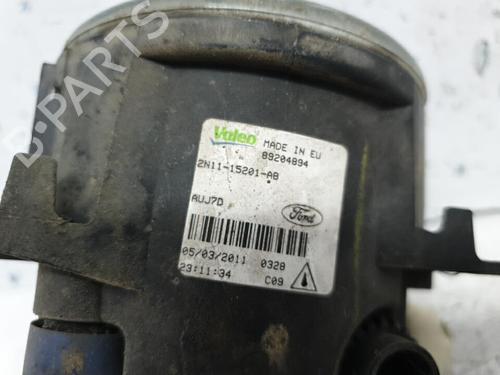 B-PARTS
Valeo MADE IN EU
89204894
2N11-15201-AB
AUJ7D
Ford
05/03/2011 0328
23:11:34 C09